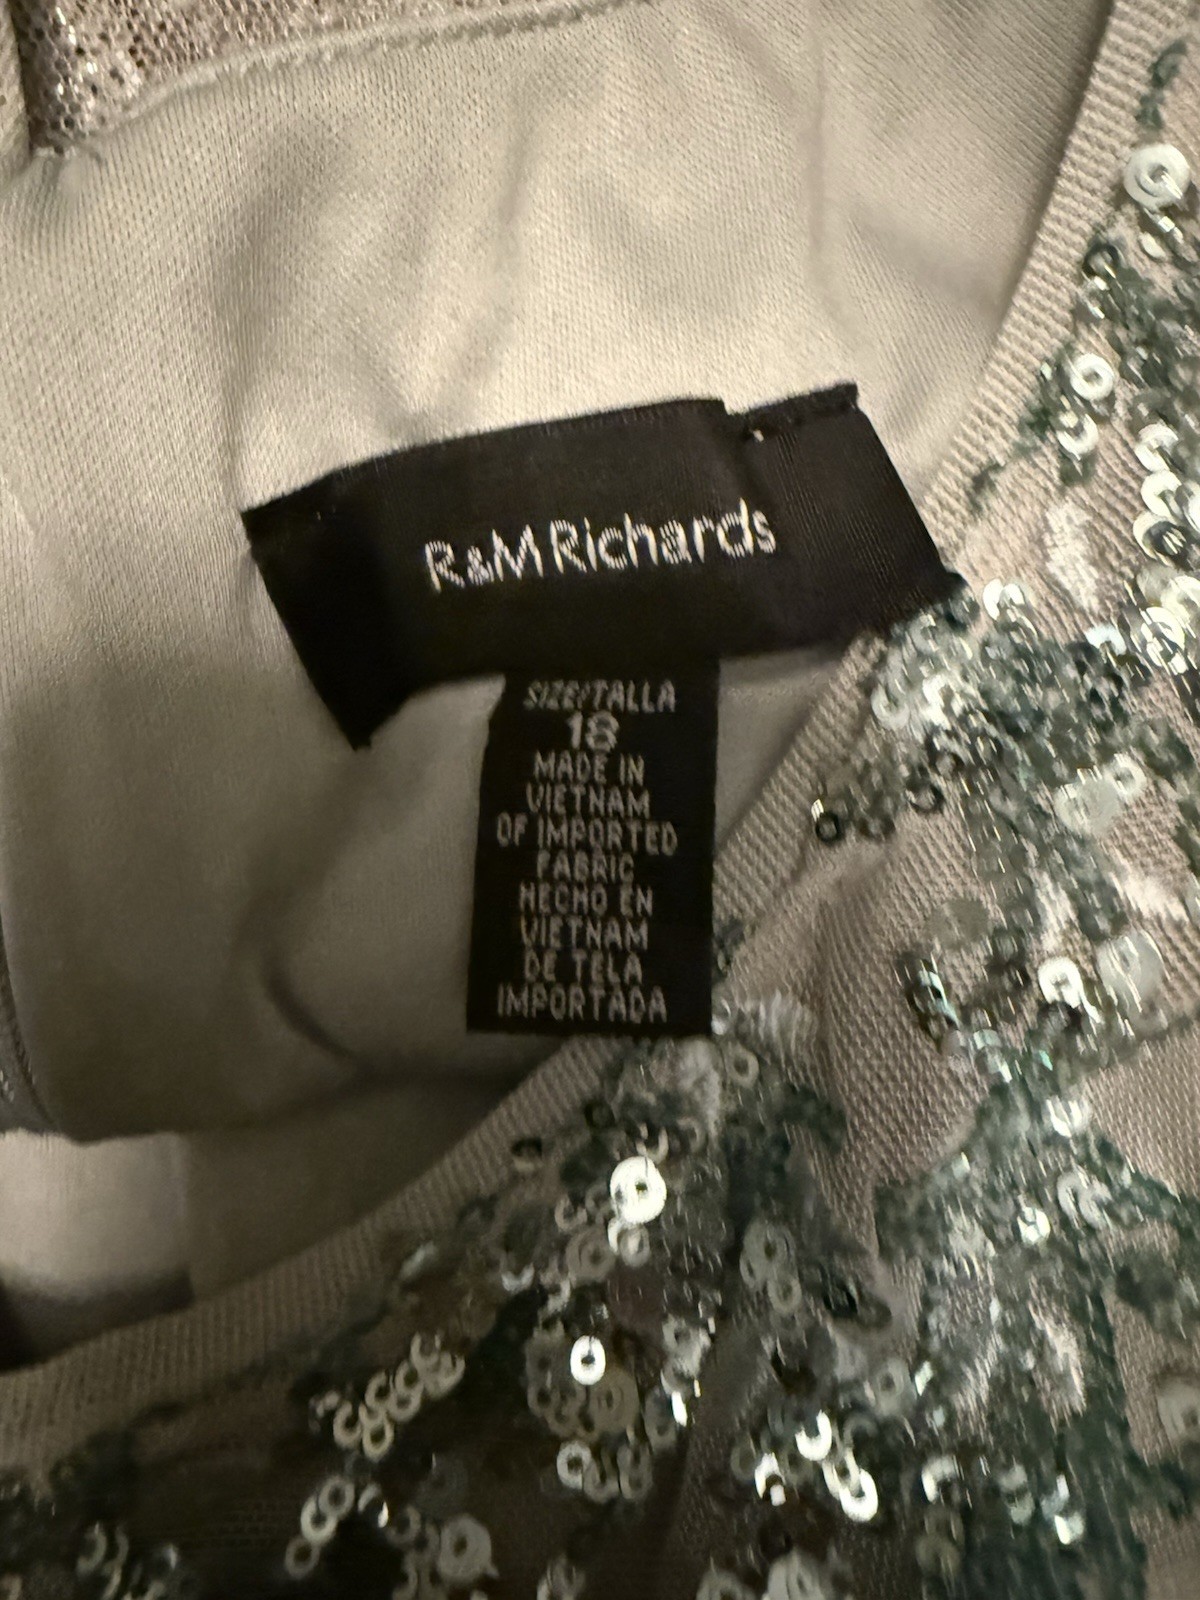 R&M Richards
SIZE/TALLA
18
MADE IN
VIETNAM
OF IMPORTED
FABRIC
HECHO EN
VIETNAM
DE TELA
IMPORTADA